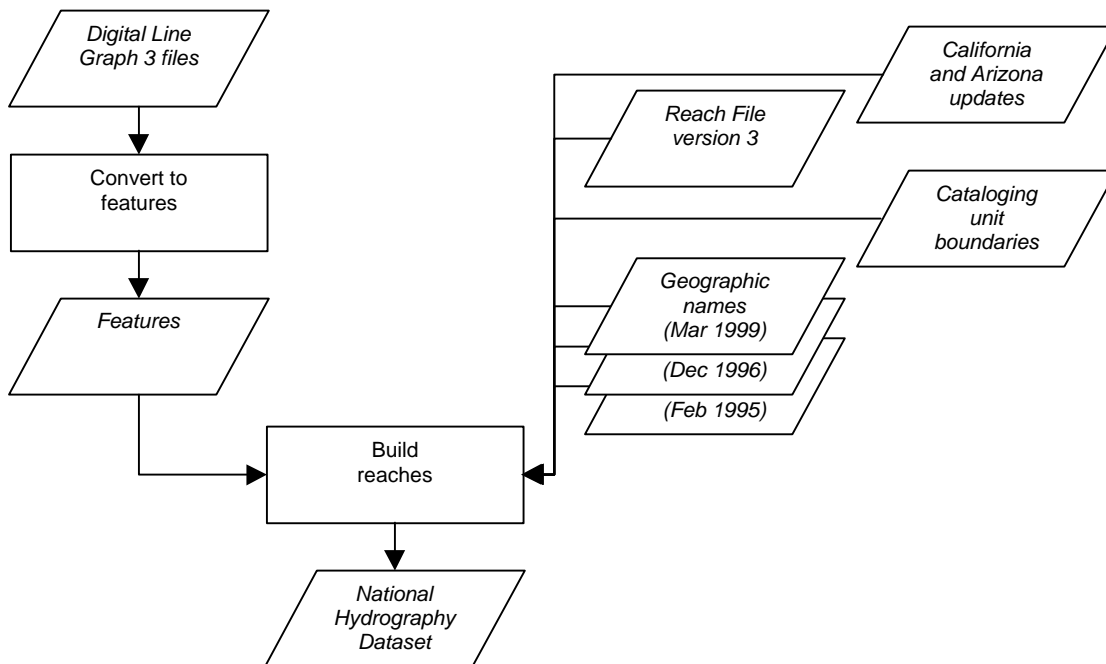 Digital Line
Graph 3 files
California
and Arizona
updates
Reach File
version 3
Convert to
features
Cataloging
unit
boundaries
Geographic
names
(Mar 1999)
(Dec 1996)
(Feb 1995)
Features
Build
reaches
National
Hydrography
Dataset